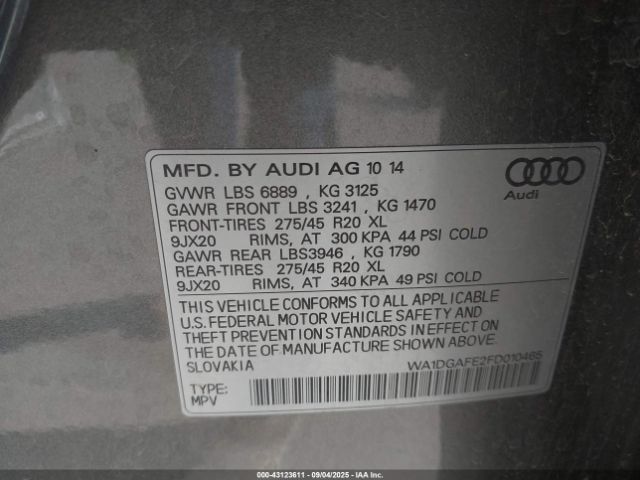 MFD. BY AUDI AG 10 14
GVWR LBS 6889 , KG 3125
GAWR FRONT LBS 3241 , KG 1470
FRONT-TIRES 275/45 R20 XL
9JX20 RIMS, AT 300 KPA 44 PSI COLD
GAWR REAR LBS3946 , KG 1790
REAR-TIRES 275/45 R20 XL
9JX20 RIMS, AT 340 KPA 49 PSI COLD
Audi
THIS VEHICLE CONFORMS TO ALL APPLICABLE
U.S. FEDERAL MOTOR VEHICLE SAFETY AND
THEFT PREVENTION STANDARDS IN EFFECT ON
THE DATE OF MANUFACTURE SHOWN ABOVE.
SLOVAKIA
WA1DGAFE2FD010465
TYPE:
MPV
000-43123611 - 09/04/2025 - IAA Inc.